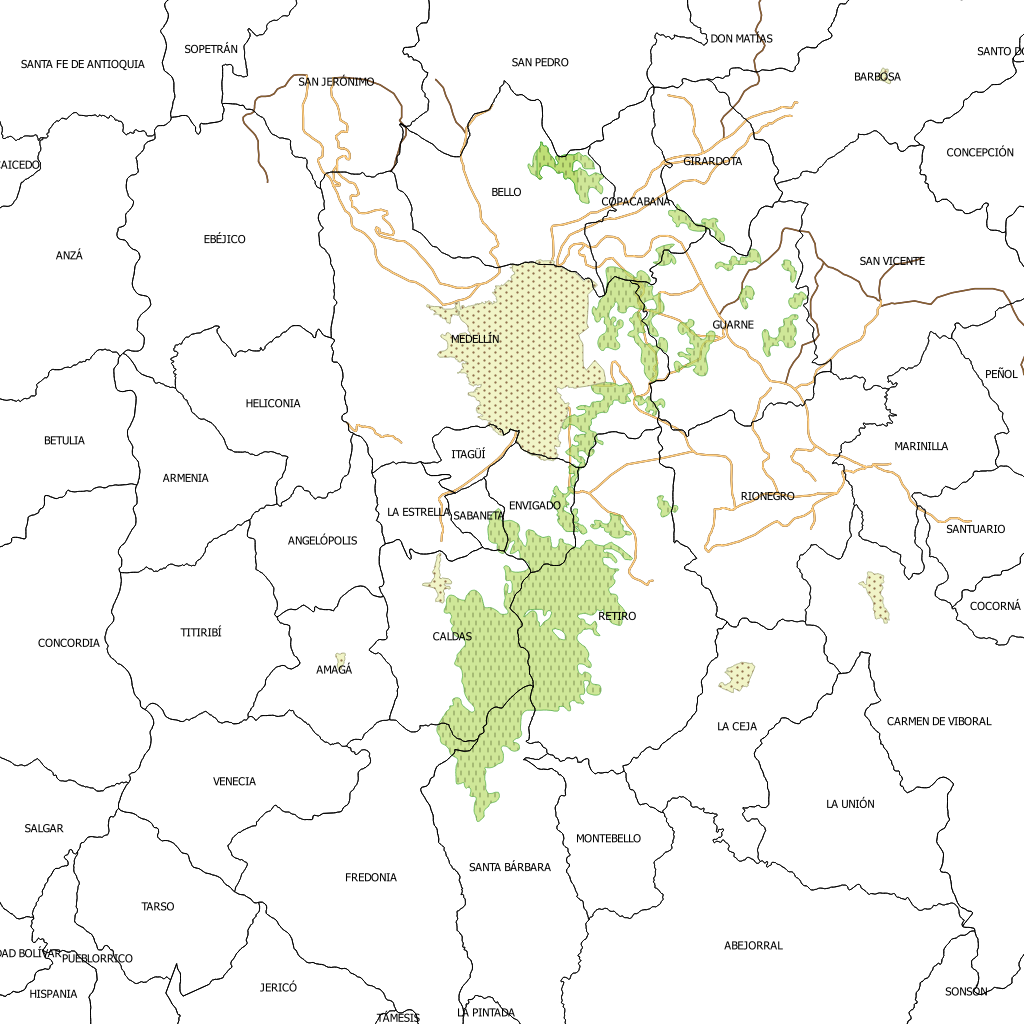 DON MATÍAS
SOPETRÁN
SANTO DO
SANTA FE DE ANTIOQUIA
SAN PEDRO
BARBOSA
SAN JERÓNIMO
CONCEPCIÓN
CAICEDO
GIRARDOTA
BELLO
COPACABANA
EBÉJICO
ANZÁ
SAN VICENTE
GUARNE
MEDELLÍN
PEÑOL
HELICONIA
BETULIA
MARINILLA
ITAGÜÍ
ARMENIA
RIONEGRO
ENVIGADO
LA ESTRELLA
SABANETA
SANTUARIO
ANGELÓPOLIS
COCORNÁ
RETIRO
TITIRIBÍ
CALDAS
CONCORDIA
AMAGÁ
CARMEN DE VIBORAL
LA CEJA
VENECIA
LA UNIÓN
SALGAR
MONTEBELLO
SANTA BÁRBARA
FREDONIA
TARSO
ABEJORRAL
DAD BOLÍVAR
PUEBLORRICO
JERICÓ
SONSON
HISPANIA
LA PINTADA
TÁMESIS